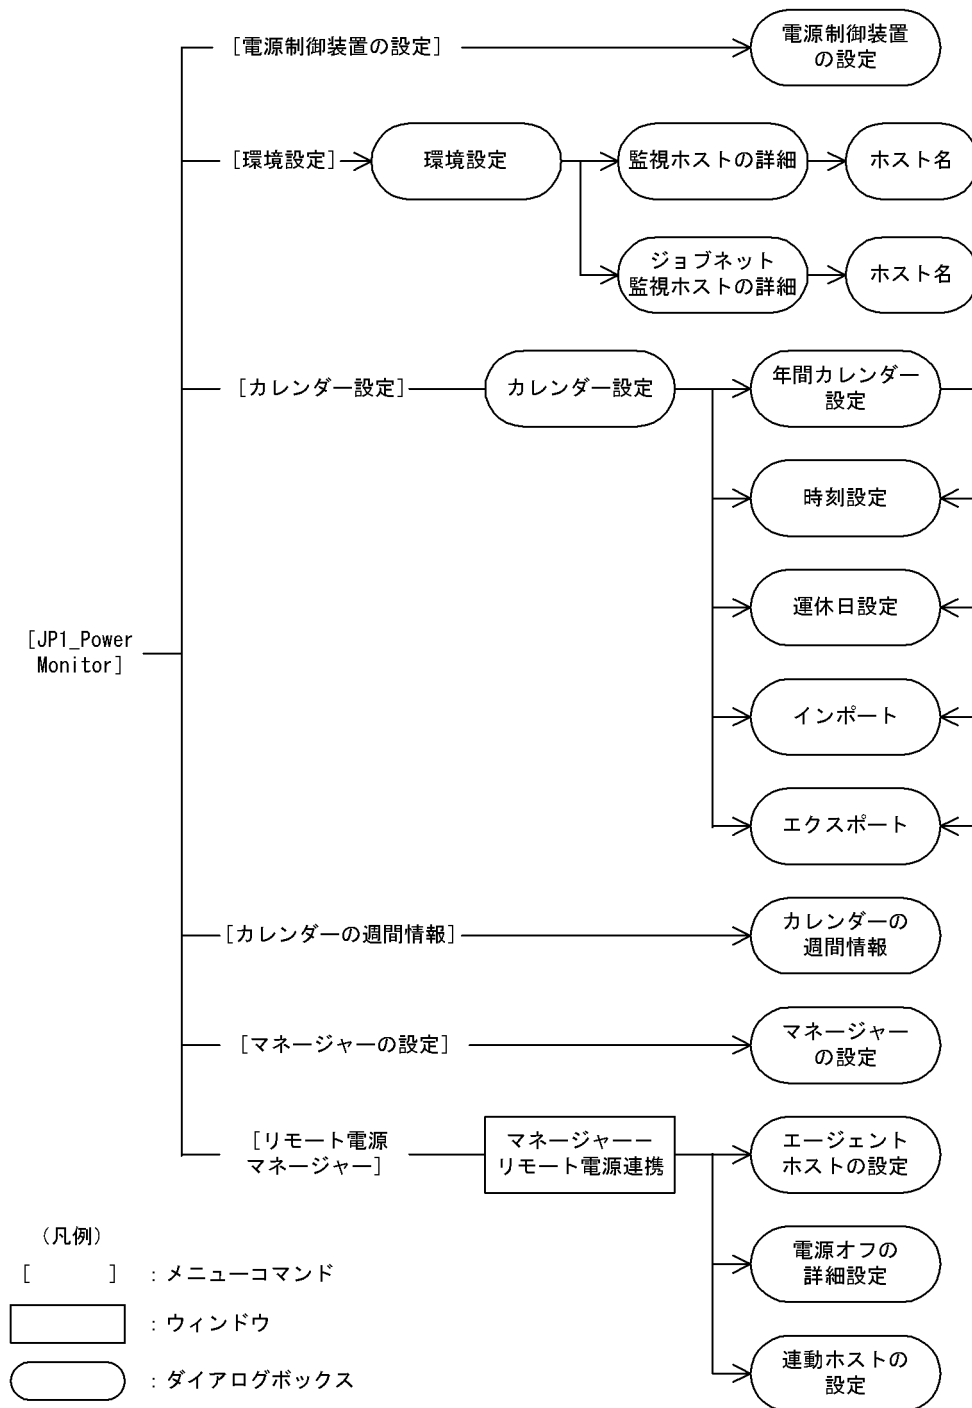 [電源制御装置の設定]
電源制御装置
の設定
[環境設定]
環境設定
監視ホストの詳細
ホスト名
ジョブネット
監視ホストの詳細
ホスト名
[カレンダー設定]
カレンダー設定
年間カレンダー
設定
時刻設定
運休日設定
[JP1_Power
Monitor]
インポート
エクスポート
[カレンダーの週間情報]
カレンダーの
週間情報
[マネージャーの設定]
マネージャー
の設定
[リモート電源
マネージャー]
マネージャー－
リモート電源連携
エージェント
ホストの設定
電源オフの
詳細設定
連動ホストの
設定
(凡例)
[ ] : メニューコマンド
: ウィンドウ
: ダイアログボックス